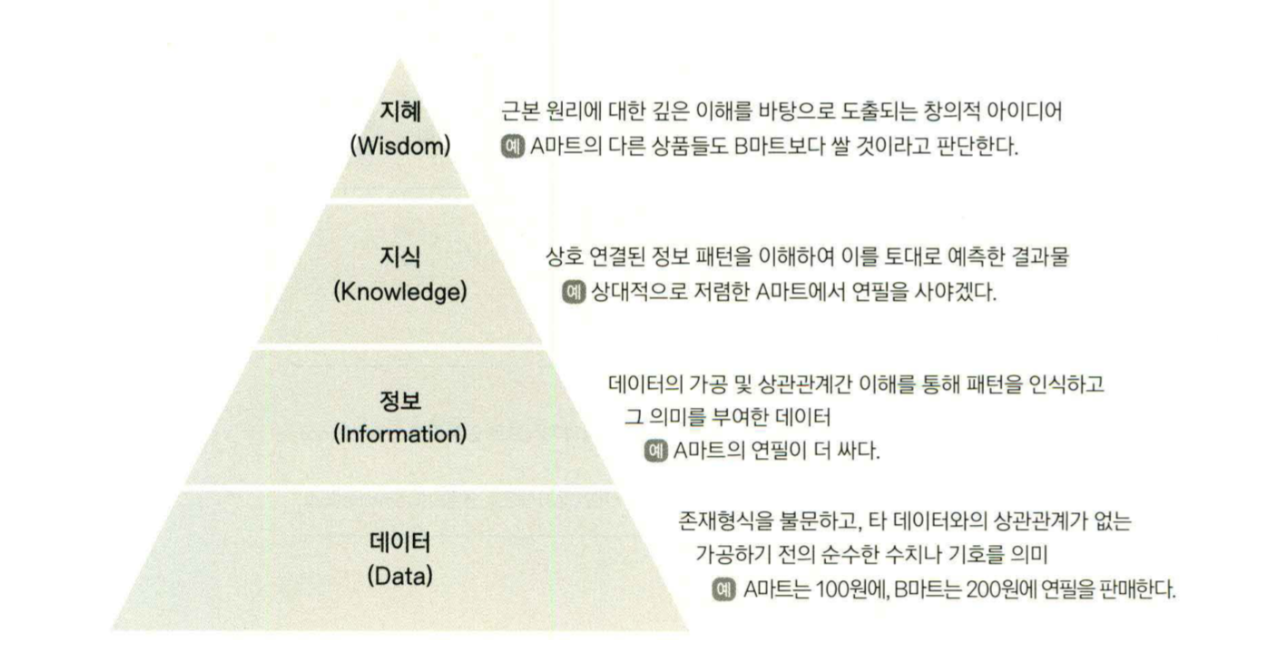 지혜
(Wisdom)
근본 원리에 대한 깊은 이해를 바탕으로 도출되는 창의적 아이디어
예 A마트의 다른 상품들도 B마트보다 쌀 것이라고 판단한다.
지식
(Knowledge)
상호 연결된 정보 패턴을 이해하여 이를 토대로 예측한 결과물
예 상대적으로 저렴한 A마트에서 연필을 사야겠다.
정보
(Information)
데이터의 가공 및 상관관계간 이해를 통해 패턴을 인식하고
그 의미를 부여한 데이터
예 A마트의 연필이 더 싸다.
데이터
(Data)
존재형식을 불문하고, 타 데이터와의 상관관계가 없는
가공하기 전의 순수한 수치나 기호를 의미
예 A마트는 100원에, B마트는 200원에 연필을 판매한다.